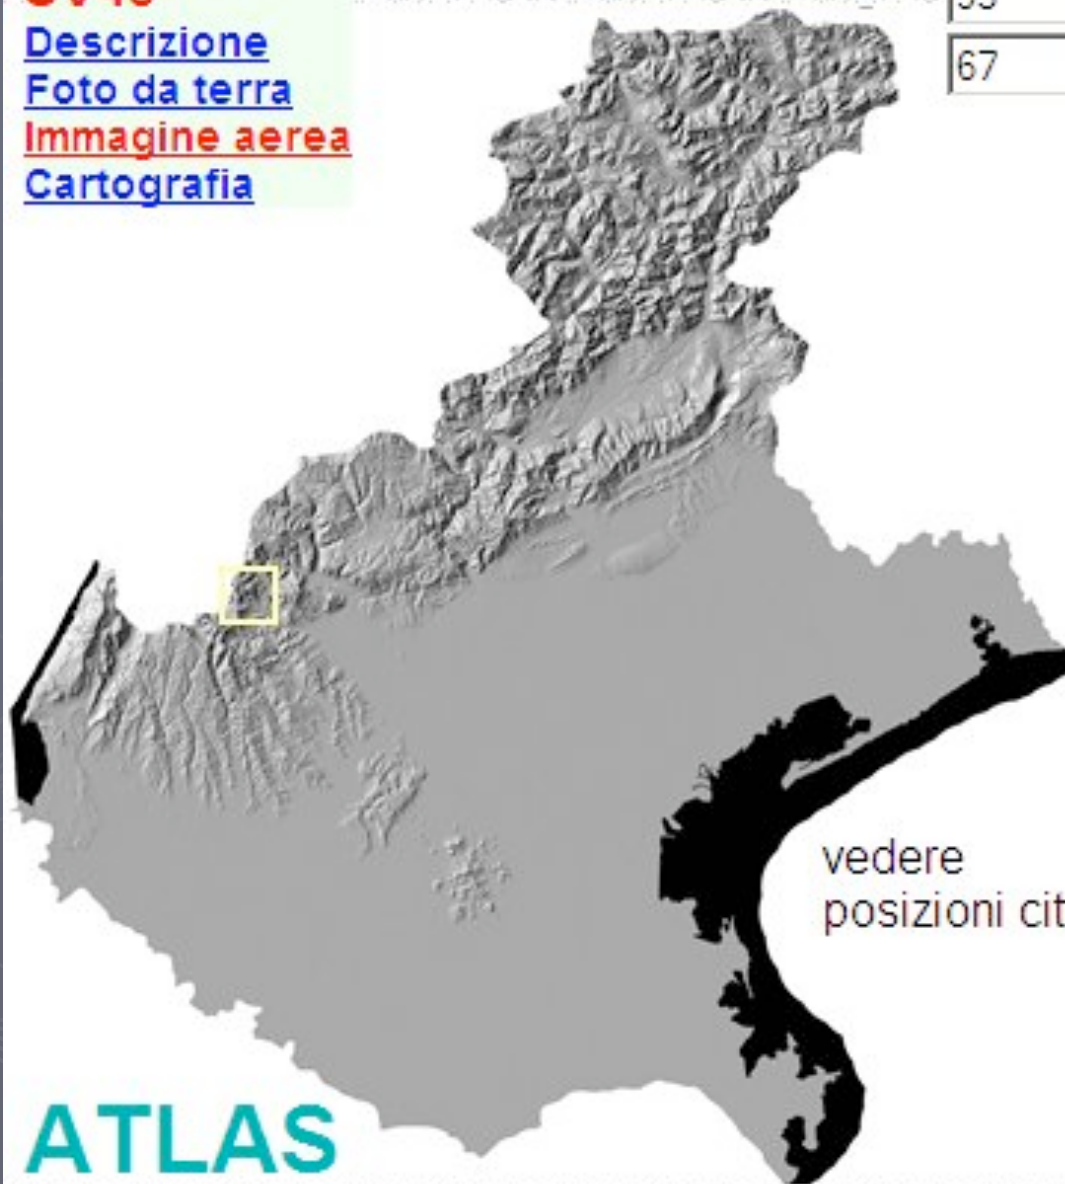 Descrizione
Foto da terra
Immagine aerea
Cartografia
67
vedere
posizioni cit
ATLAS